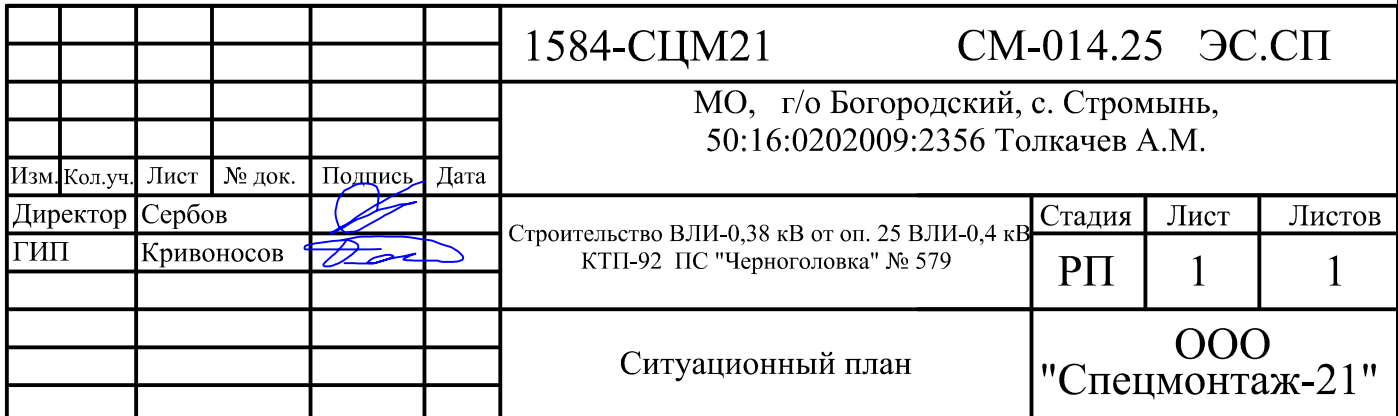 1584-СЦМ21 СМ-014.25 ЭС.СП
МО, г/о Богородский, с. Стромынь,
50:16:0202009:2356 Толкачев А.М.
Изм. Кол.уч. Лист № док. Подпись Дата
Директор Сербов
ГИП Кривоносов
Строительство ВЛИ-0,38 кВ от оп. 25 ВЛИ-0,4 кВ
КТП-92 ПС "Черноголовка" № 579
Стадия Лист Листов
РП 1 1
Ситуационный план
ООО
"Спецмонтаж-21"